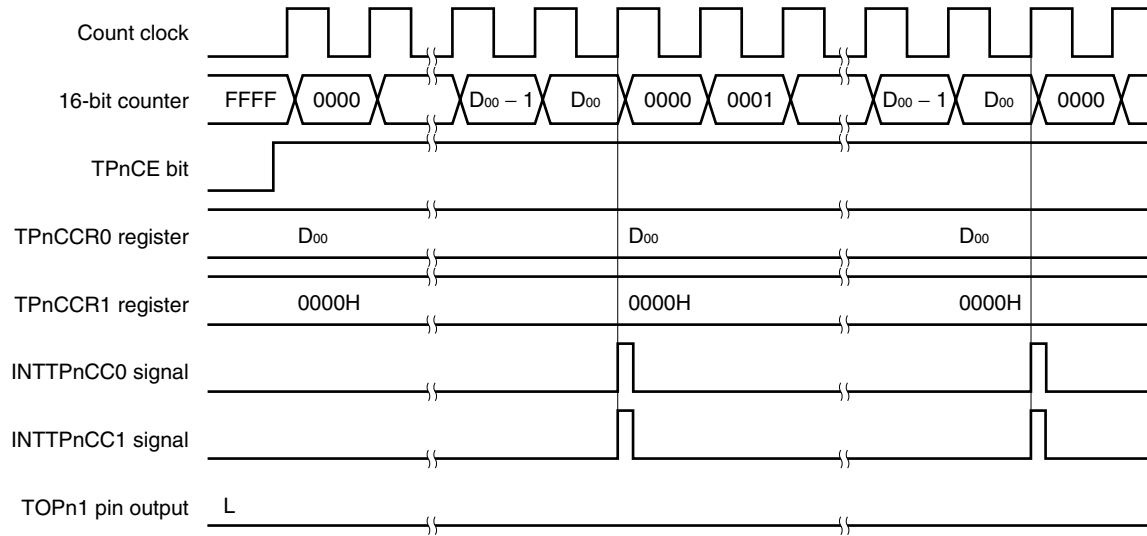 Count clock
16-bit counter FFFF 0000 D00 − 1 D00 0000 0001 D00 − 1 D00 0000
TPnCE bit
TPnCCR0 register D00 D00 D00
TPnCCR1 register 0000H 0000H 0000H
INTTPnCC0 signal
INTTPnCC1 signal
TOPn1 pin output L